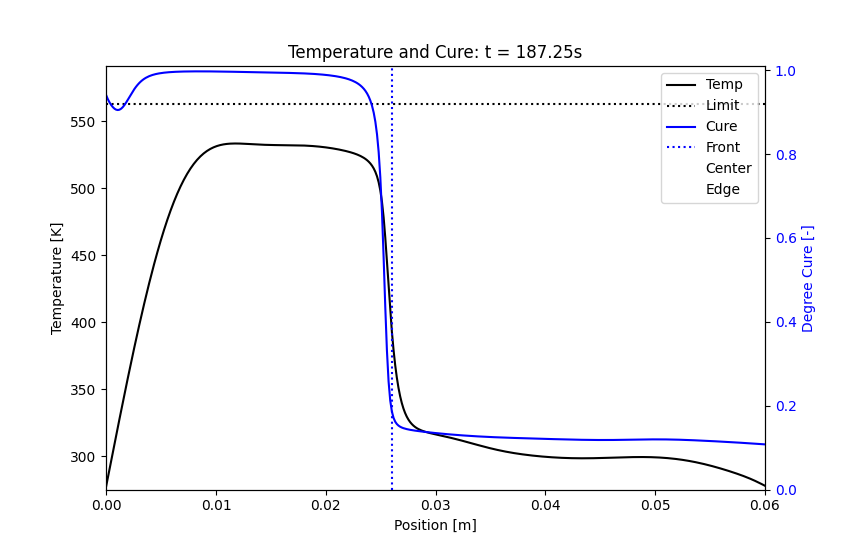 Temperature and Cure: t = 187.25s
Temp
Limit
Cure
Front
Center
Edge
Temperature [K]
550
500
450
400
350
300
Degree Cure [-]
1.0
0.8
0.6
0.4
0.2
0.0
0.00 0.01 0.02 0.03 0.04 0.05 0.06
Position [m]